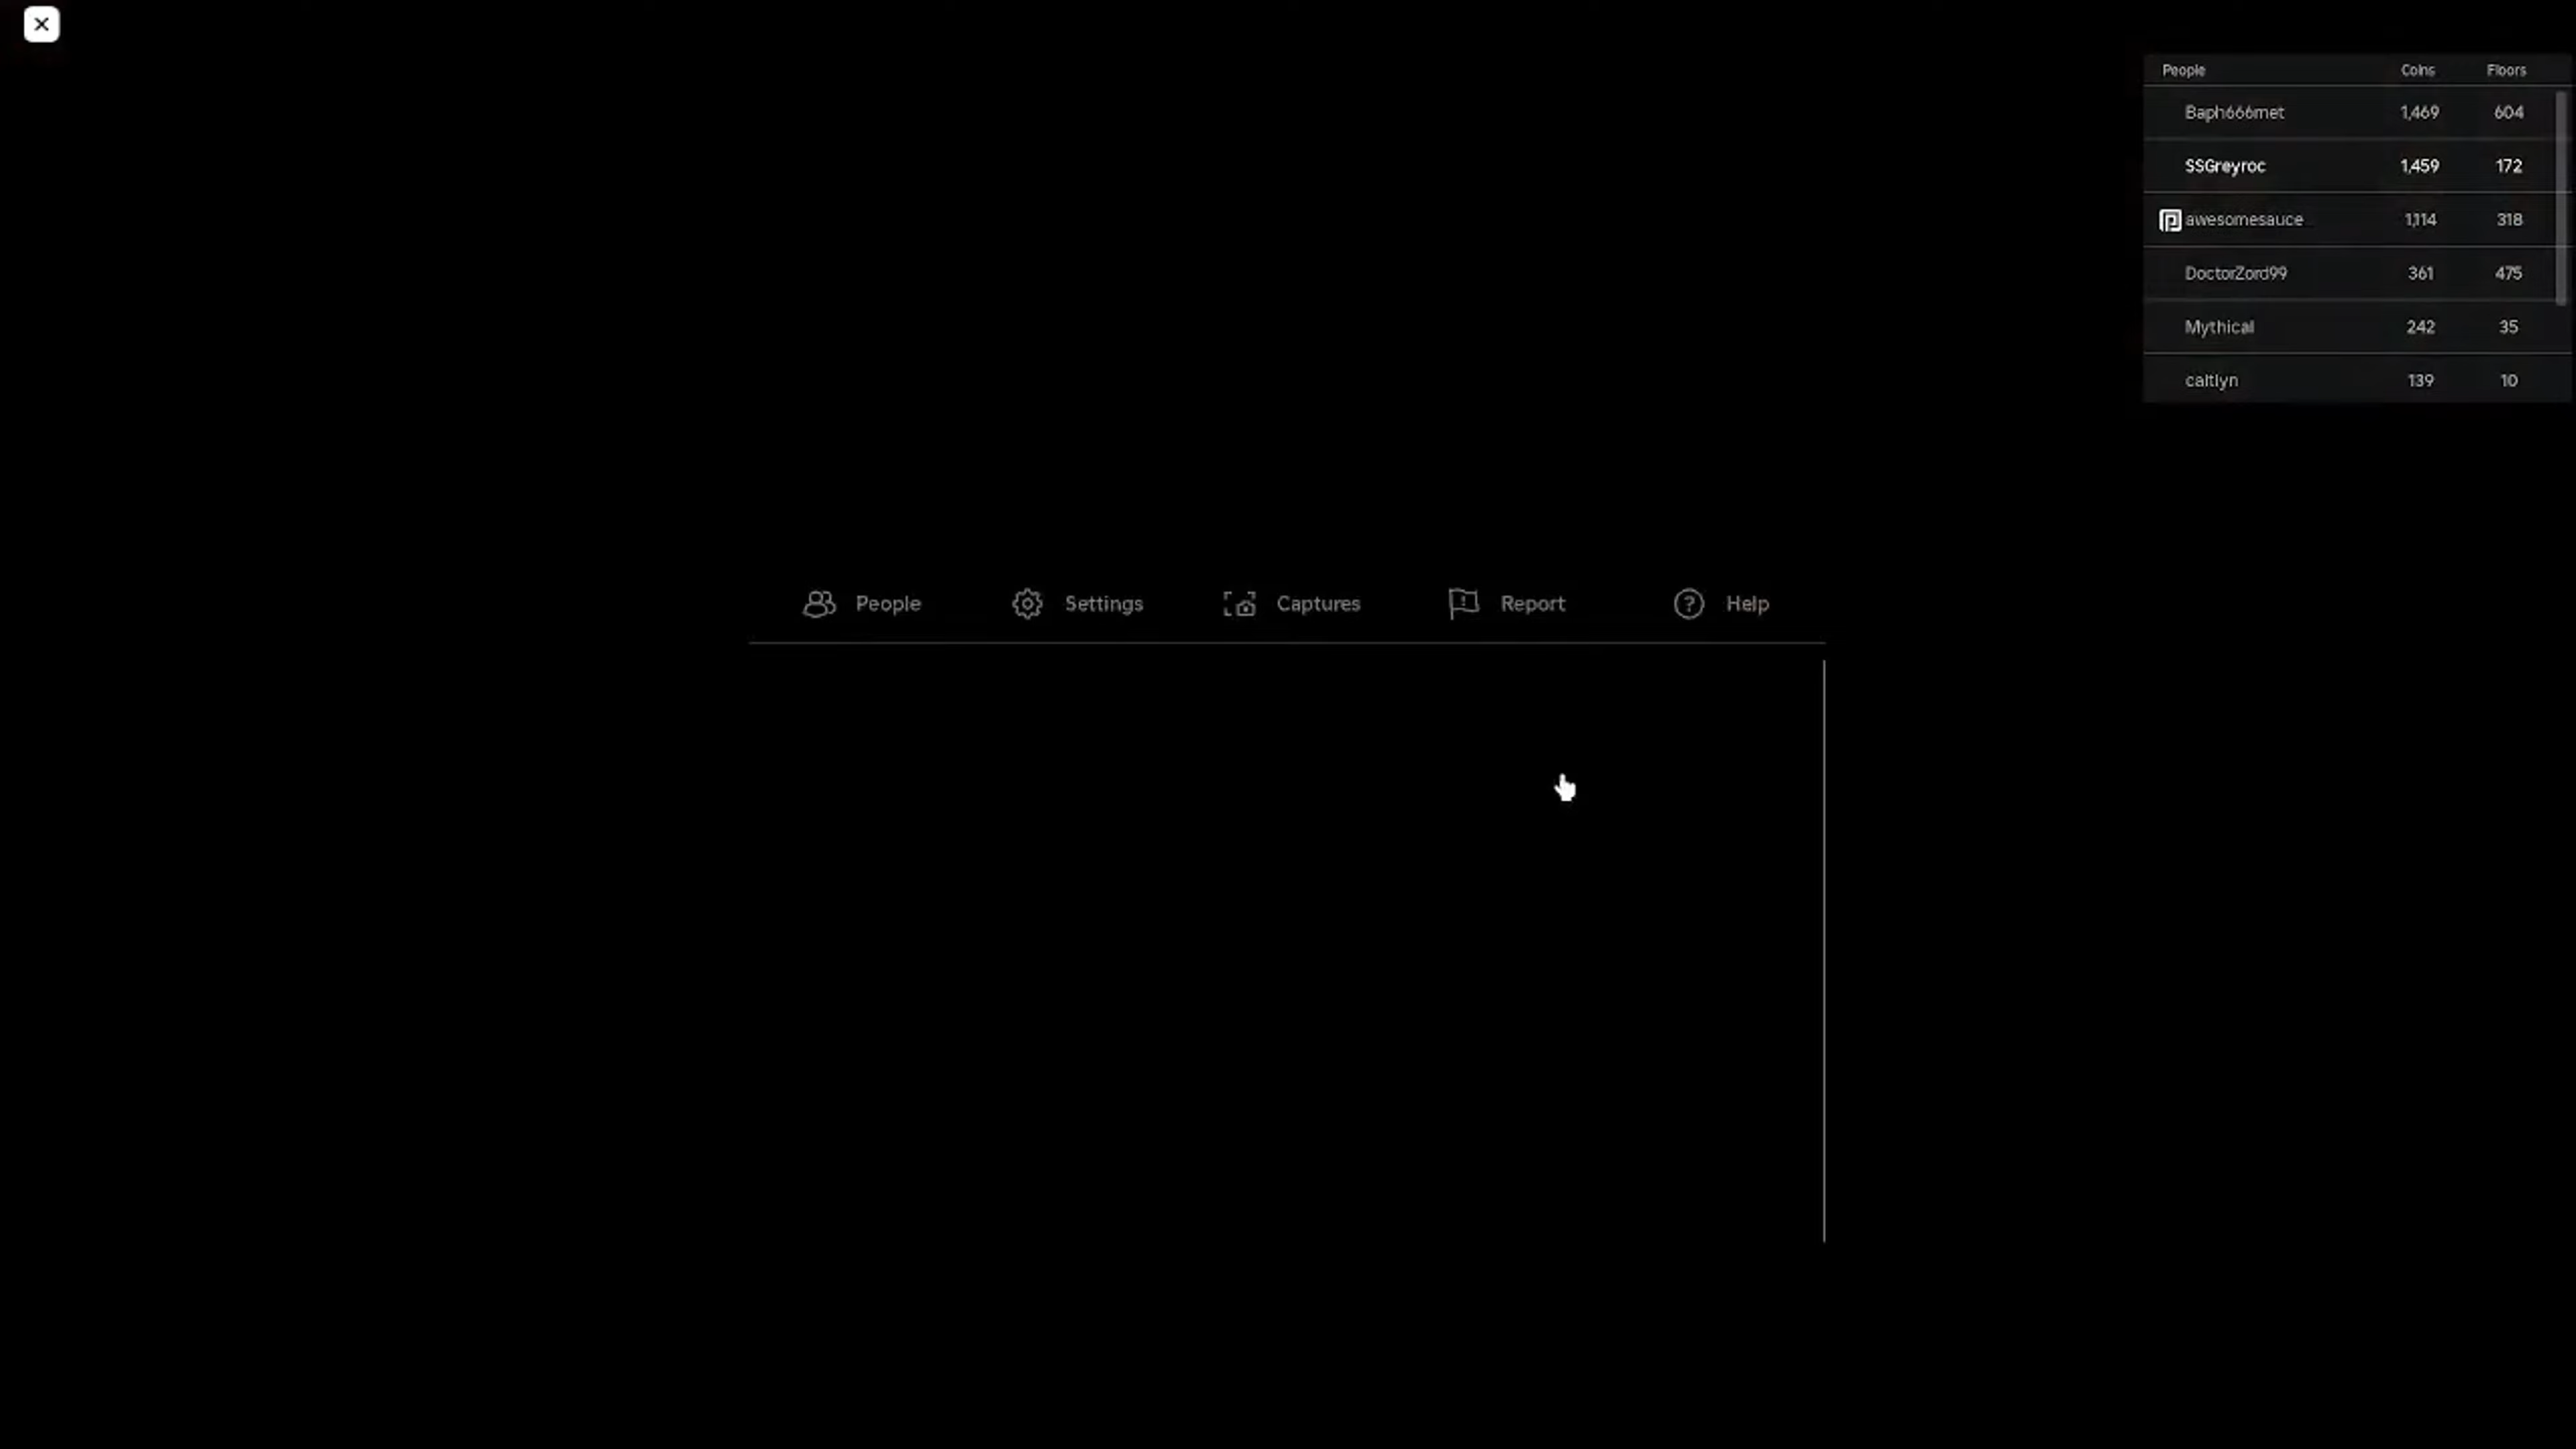 People Coins Floors
Baph666met 1,469 604
SSGreyroc 1,459 172
awesomesauce 1,114 318
DoctorZord99 361 475
Mythical 242 35
caitlyn 139 10
People Settings Captures Report Help